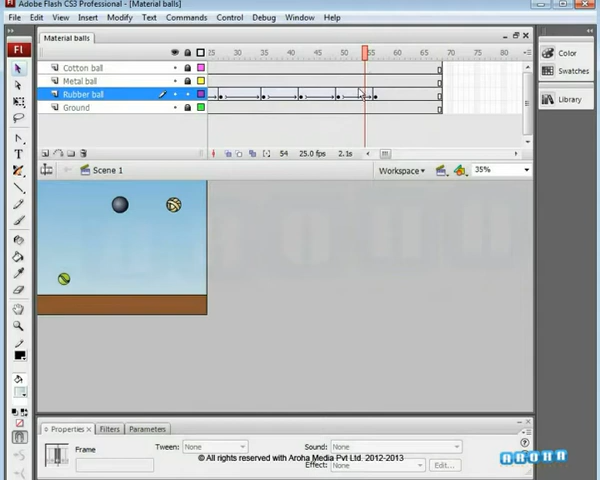 Adobe Flash CS3 Professional - [Material balls]
File Edit Insert Modify Text Commands Control Debug Window Help
Fl
Material balls
25 30 35 40 45 50 55 60 65 70 75 80
Cotton ball
Metal ball
Rubber ball
Ground
54 25.0 fps 2.1s
Scene 1
Workspace
35%
Color
Swatches
Library
Properties Filters Parameters
Frame
Tween: None
Sound: None
Effect: None
Edit...
© All rights reserved with Aroha Media Pvt Ltd. 2012-2013
AROHA